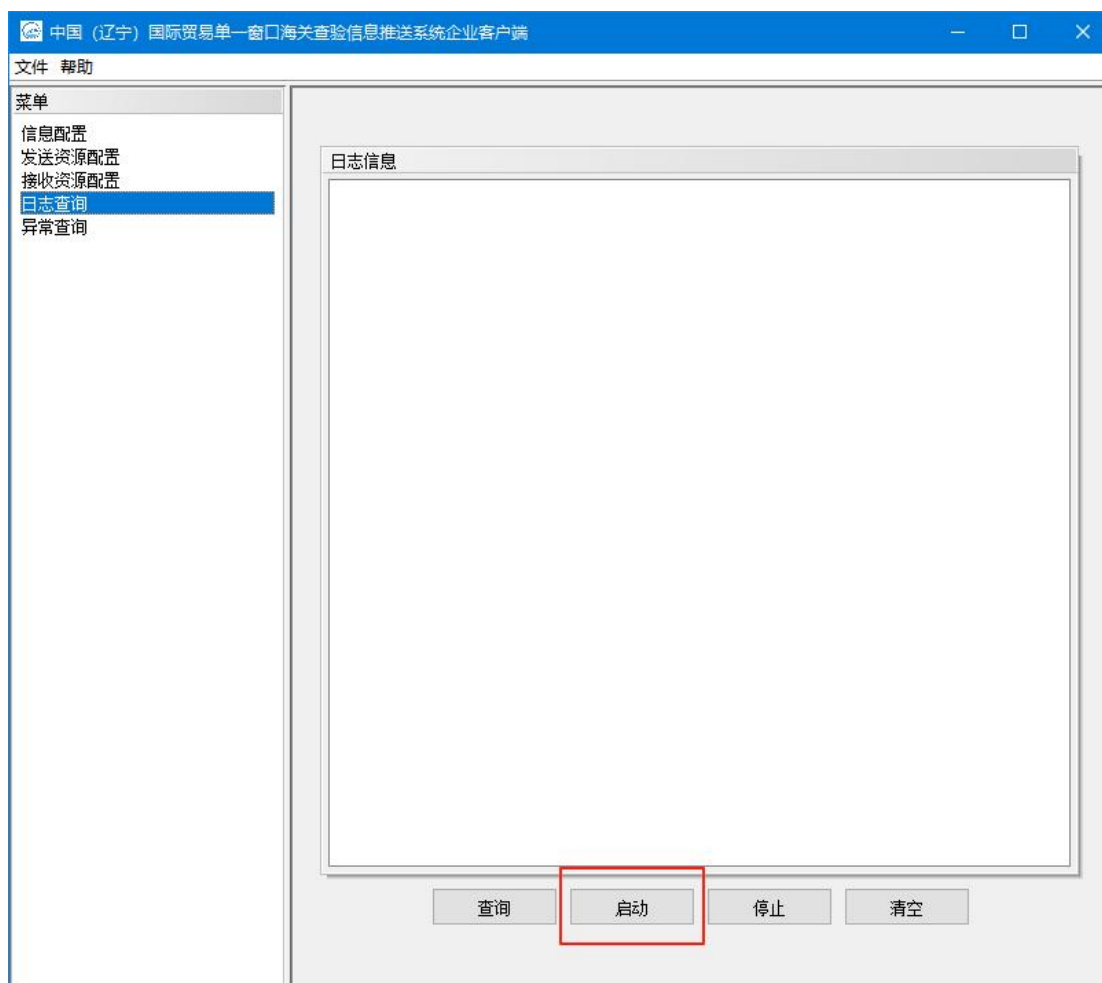 中国（辽宁）国际贸易单一窗口海关查验信息推送系统企业客户端
文件 帮助
菜单
信息配置
发送资源配置
接收资源配置
日志查询
异常查询
日志信息
查询 启动 停止 清空